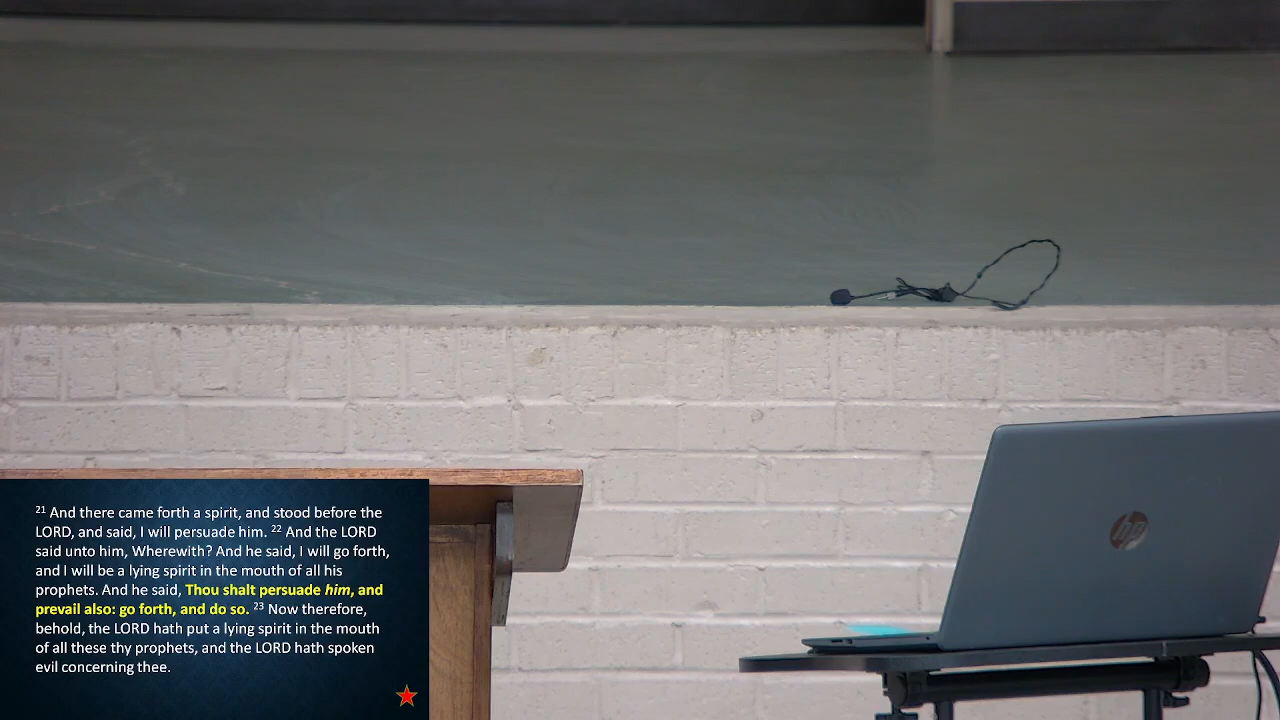 21 And there came forth a spirit, and stood before the
LORD, and said, I will persuade him. 22 And the LORD
said unto him, Wherewith? And he said, I will go forth,
and I will be a lying spirit in the mouth of all his
prophets. And he said, Thou shalt persuade him, and
prevail also: go forth, and do so. 23 Now therefore,
behold, the LORD hath put a lying spirit in the mouth
of all these thy prophets, and the LORD hath spoken
evil concerning thee.
hp